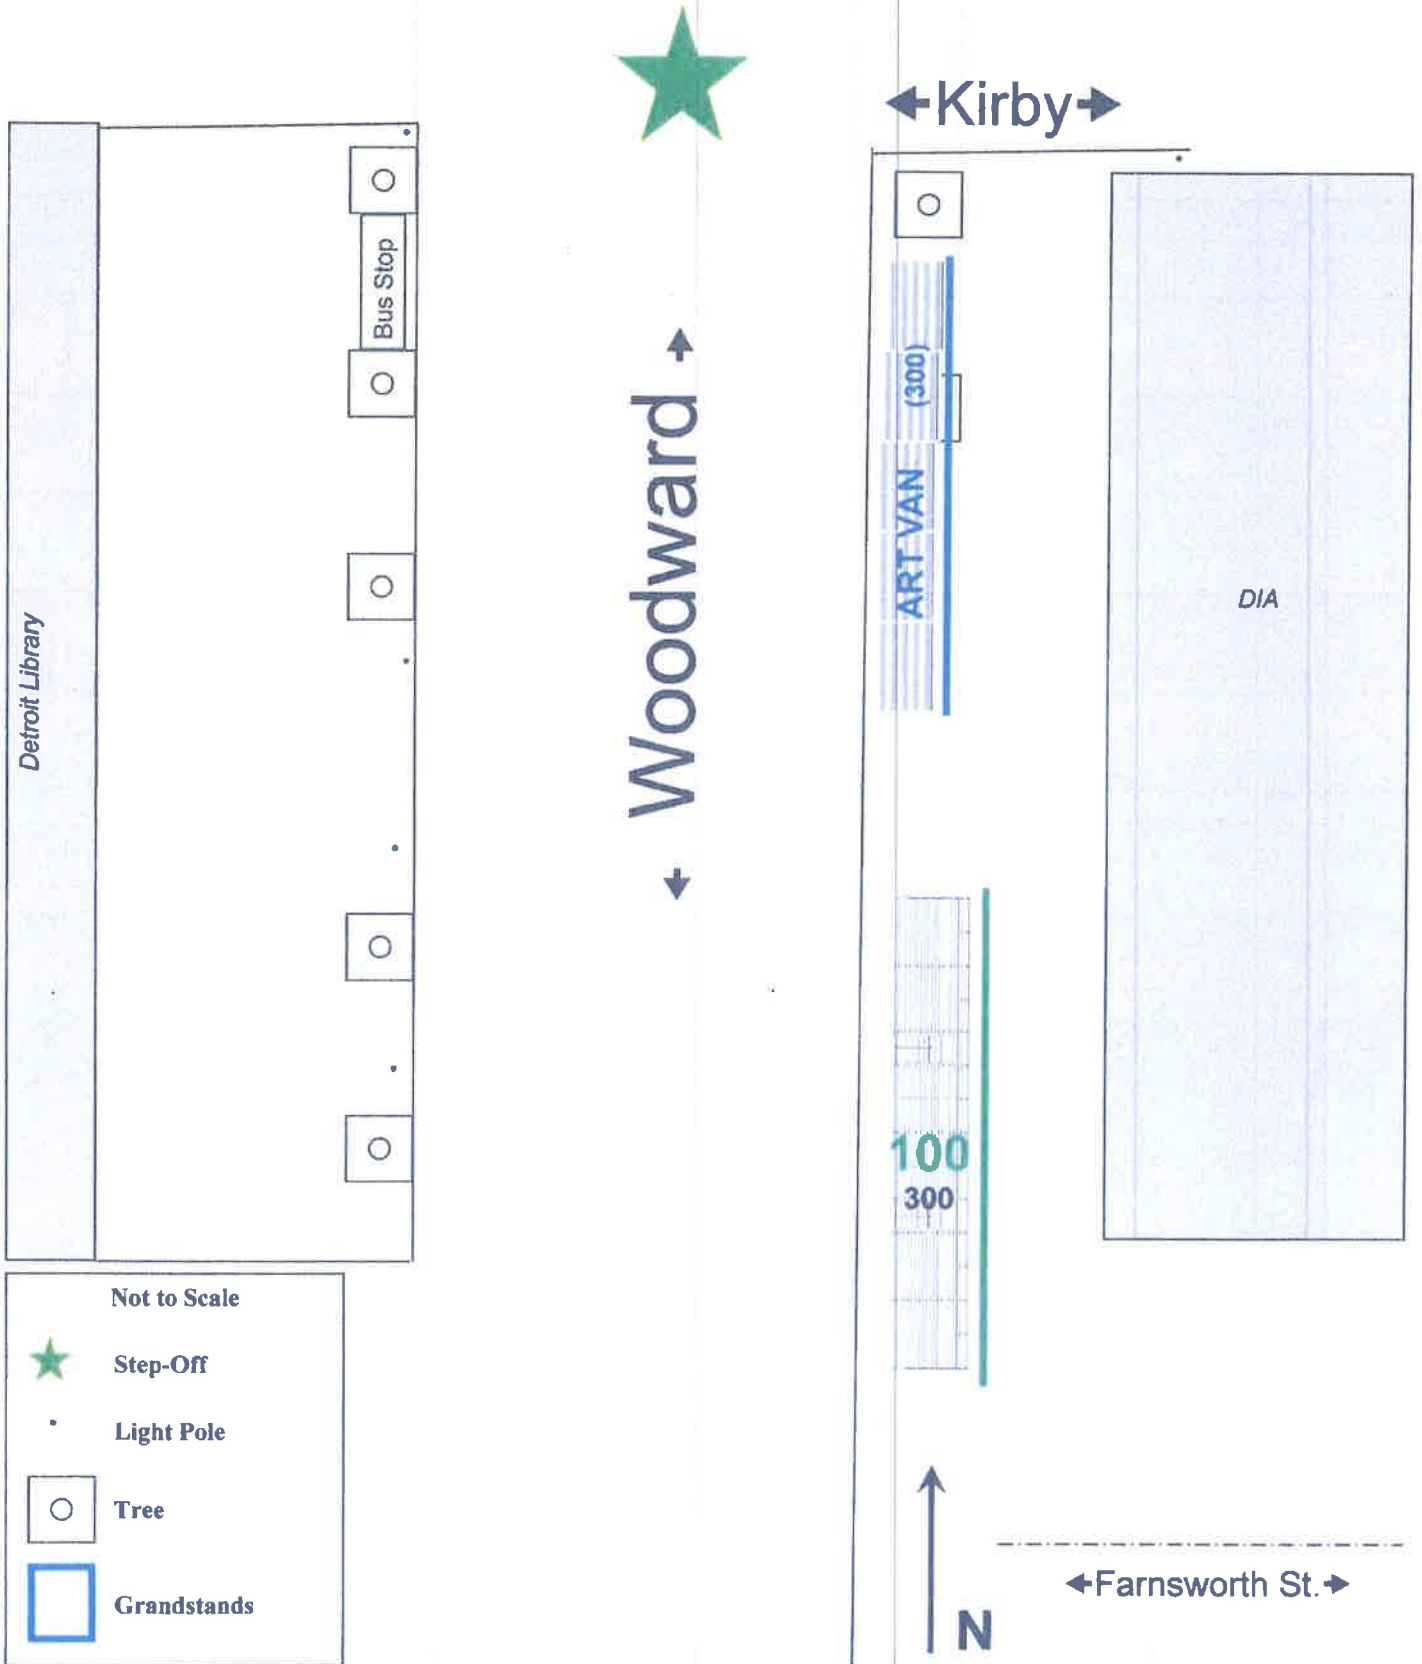 Kirby
Bus Stop
Woodward
ART VAN (300)
Detroit Library
DIA
100
300
Not to Scale
Step-Off
Light Pole
Tree
Grandstands
N
Farnsworth St.